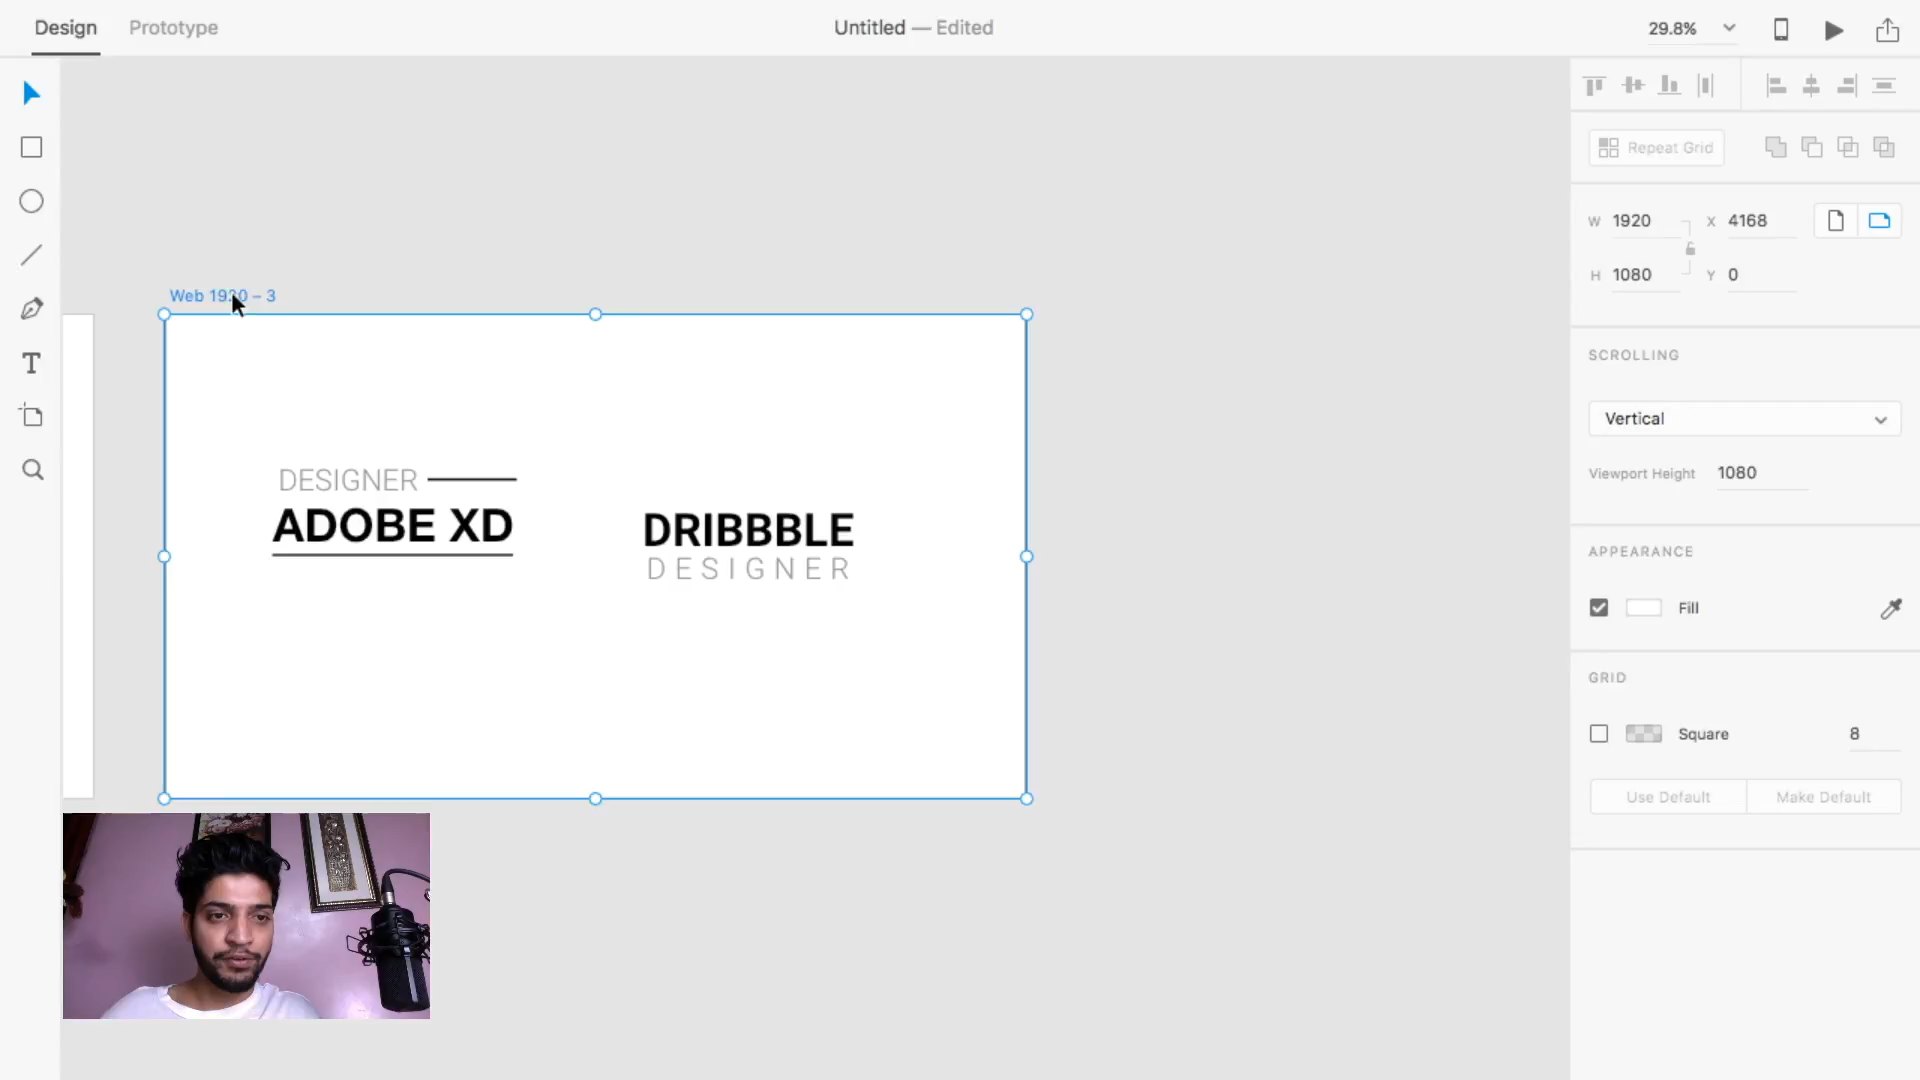 Design Prototype Untitled — Edited 29.8%
Repeat Grid
W 1920 X 4168
H 1080 Y 0
Web 1920 – 3
SCROLLING
Vertical
Viewport Height 1080
DESIGNER
ADOBE XD
DRIBBBLE
DESIGNER
APPEARANCE
Fill
GRID
Square 8
Use Default Make Default
T